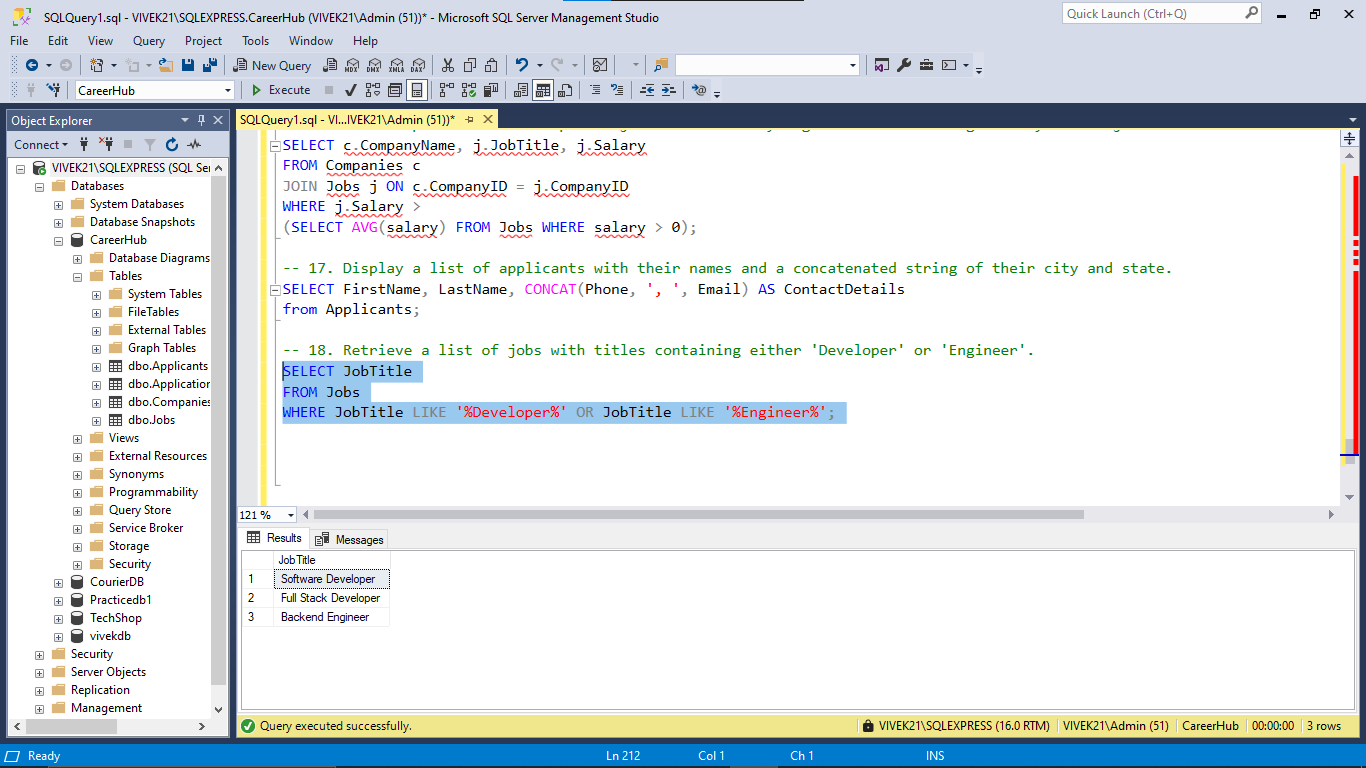 SQLQuery1.sql - VIVEK21\SQLEXPRESS.CareerHub (VIVEK21\Admin (51))* - Microsoft SQL Server Management Studio
Quick Launch (Ctrl+Q)
File Edit View Query Project Tools Window Help
New Query MDX DMX XMLA DAX
CareerHub Execute
Object Explorer
Connect
VIVEK21\SQLEXPRESS (SQL Ser
Databases
System Databases
Database Snapshots
CareerHub
Database Diagrams
Tables
System Tables
FileTables
External Tables
Graph Tables
dbo.Applicants
dbo.Application
dbo.Companies
dbo.Jobs
Views
External Resources
Synonyms
Programmability
Query Store
Service Broker
Storage
Security
CourierDB
Practicedb1
TechShop
vivekdb
Security
Server Objects
Replication
Management
SQLQuery1.sql - VI...IVEK21\Admin (51))*
SELECT c.CompanyName, j.JobTitle, j.Salary
FROM Companies c
JOIN Jobs j ON c.CompanyID = j.CompanyID
WHERE j.Salary >
(SELECT AVG(salary) FROM Jobs WHERE salary > 0);
-- 17. Display a list of applicants with their names and a concatenated string of their city and state.
SELECT FirstName, LastName, CONCAT(Phone, ', ', Email) AS ContactDetails
from Applicants;
-- 18. Retrieve a list of jobs with titles containing either 'Developer' or 'Engineer'.
SELECT JobTitle
FROM Jobs
WHERE JobTitle LIKE '%Developer%' OR JobTitle LIKE '%Engineer%';
121 %
Results Messages
JobTitle
1 Software Developer
2 Full Stack Developer
3 Backend Engineer
Query executed successfully. VIVEK21\SQLEXPRESS (16.0 RTM) VIVEK21\Admin (51) CareerHub 00:00:00 3 rows
Ready Ln 212 Col 1 Ch 1 INS